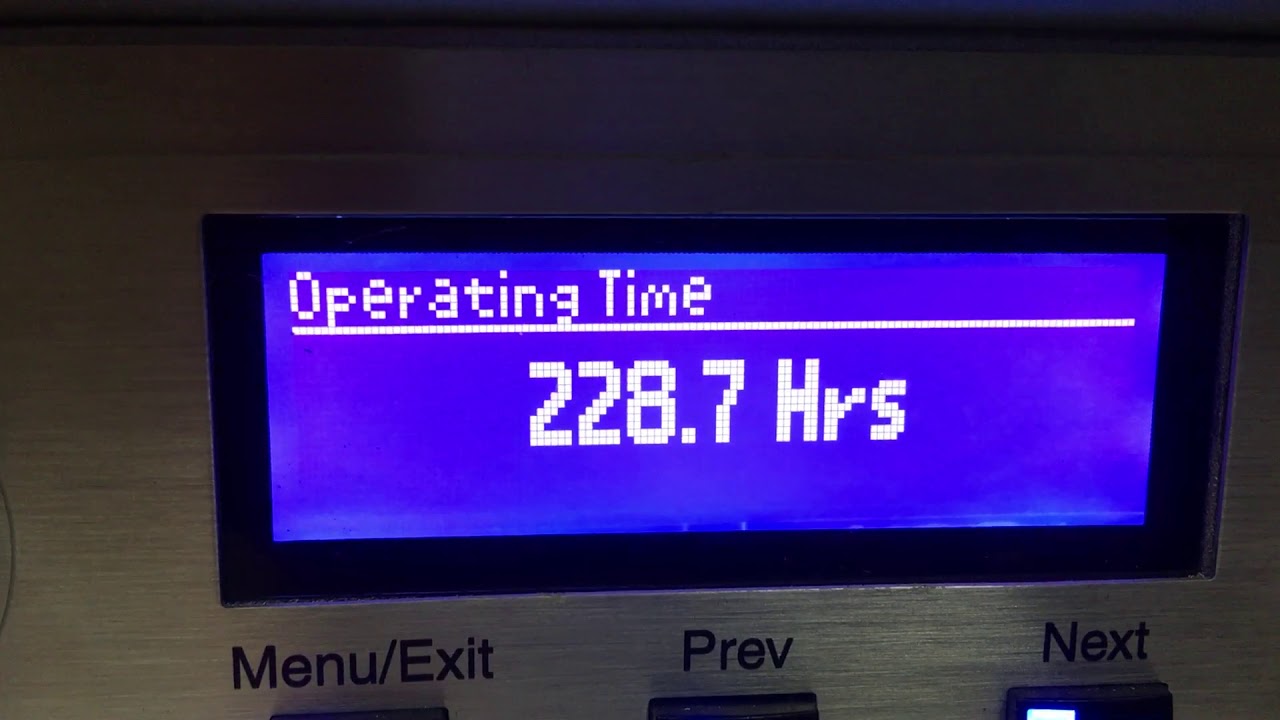 Operating Time
228.7 Hrs
Menu/Exit Prev Next